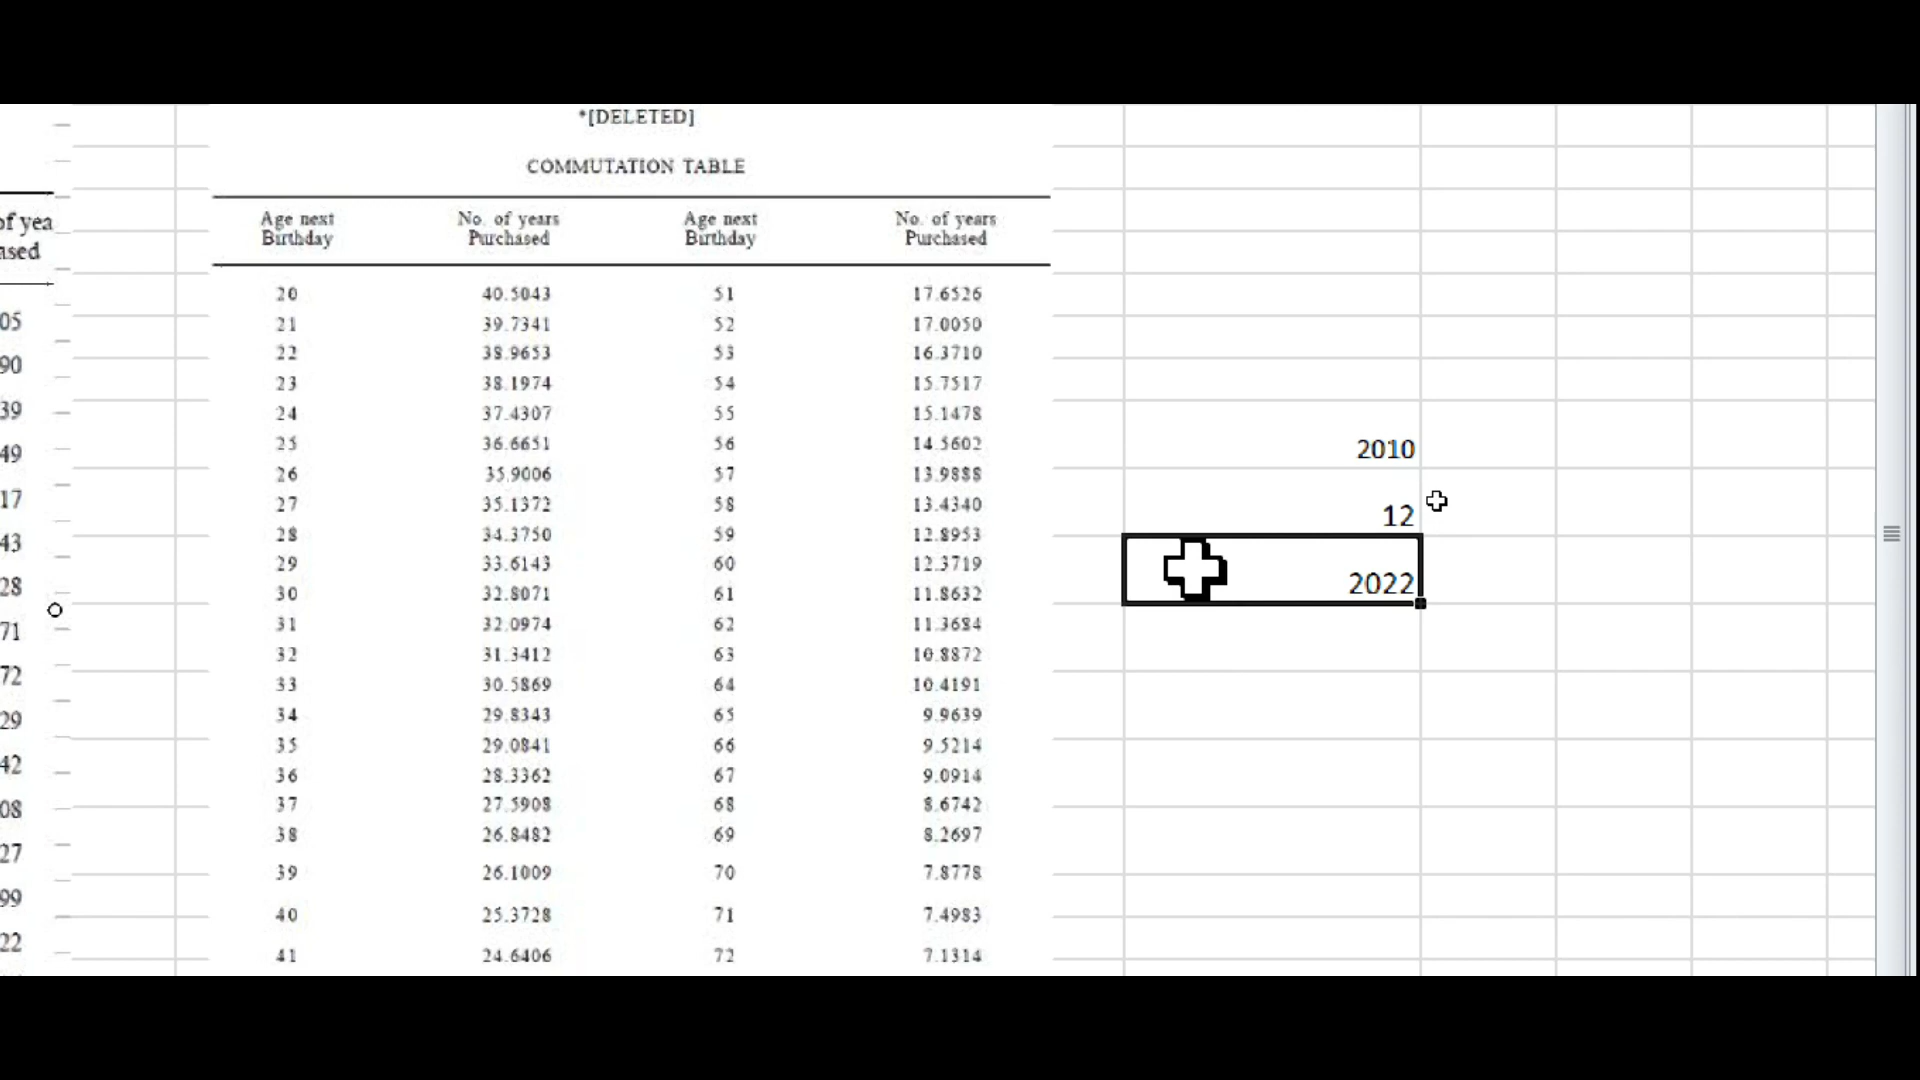 *[DELETED]
COMMUTATION TABLE
of yea
ased
Age next Birthday No. of years Purchased Age next Birthday No. of years Purchased
20 40.5043 51 17.6526
05
21 39.7341 52 17.0050
22 38.9653 53 16.3710
90
23 38.1974 54 15.7517
39
24 37.4307 55 15.1478
25 36.6651 56 14.5602
2010
49
26 35.9006 57 13.9888
17
27 35.1372 58 13.4340
12
28 34.3750 59 12.8953
43
29 33.6143 60 12.3719
2022
28
30 32.8071 61 11.8632
31 32.0974 62 11.3684
71
32 31.3412 63 10.8872
72
33 30.5869 64 10.4191
34 29.8343 65 9.9639
29
35 29.0841 66 9.5214
42
36 28.3362 67 9.0914
37 27.5908 68 8.6742
08
38 26.8482 69 8.2697
27
39 26.1009 70 7.8778
99
40 25.3728 71 7.4983
22
41 24.6406 72 7.1314